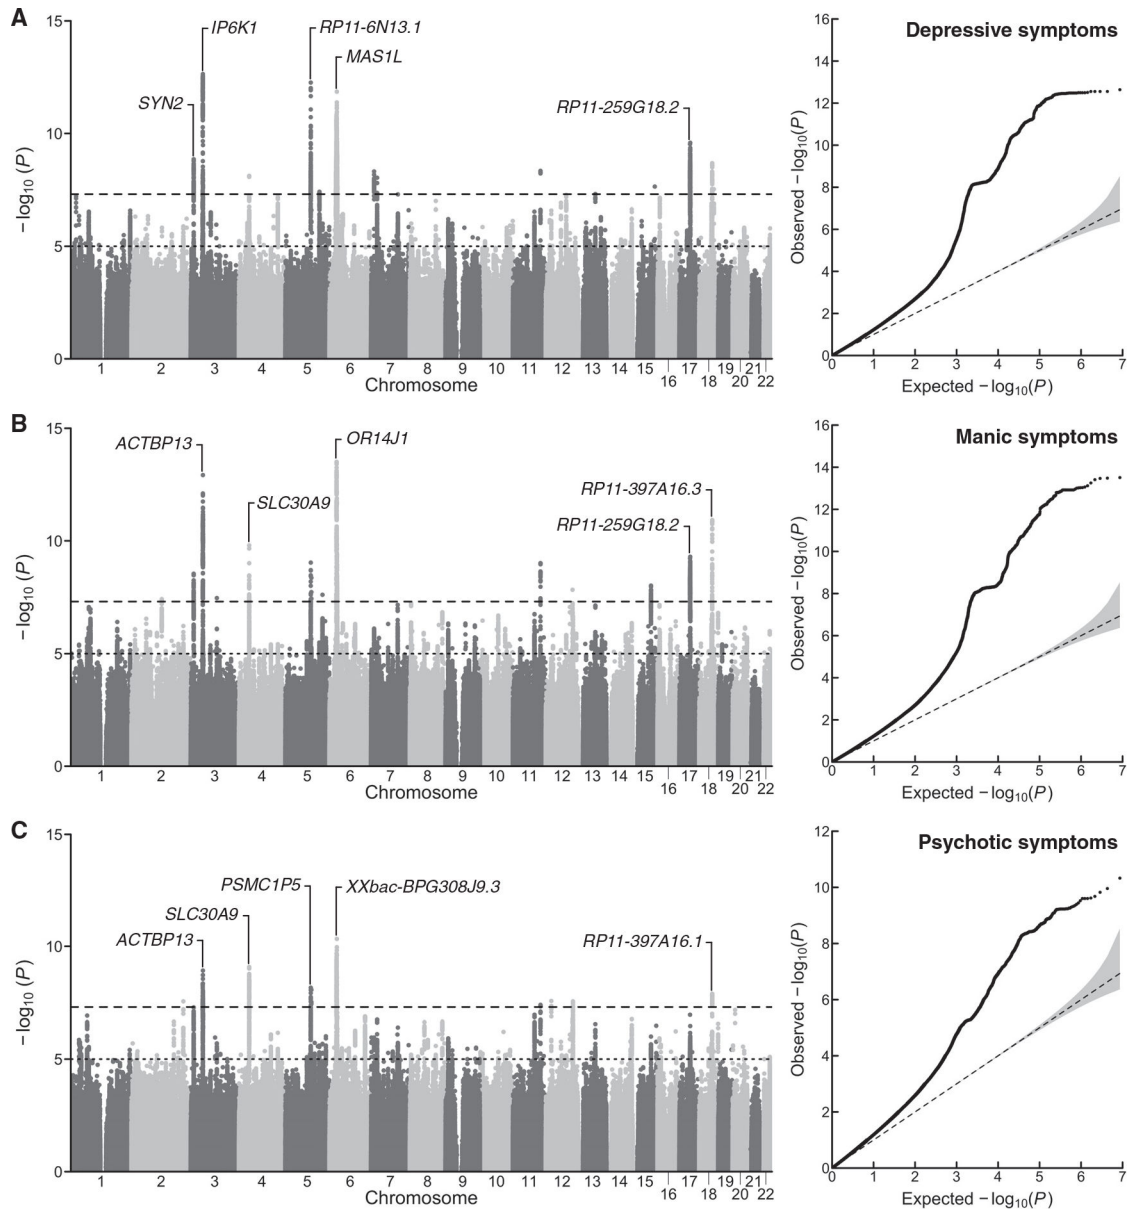 A
15
10
5
0
− log10 (P)
IP6K1
RP11-6N13.1
MAS1L
SYN2
RP11-259G18.2
1 2 3 4 5 6 7 8 9 10 11 12 13 14 15 16 17 18 19 20 21 22
Chromosome
Depressive symptoms
16
14
12
10
8
6
4
2
0
Observed − log10(P)
0 1 2 3 4 5 6 7
Expected − log10(P)
B
15
10
5
0
− log10 (P)
ACTBP13
OR14J1
SLC30A9
RP11-397A16.3
RP11-259G18.2
1 2 3 4 5 6 7 8 9 10 11 12 13 14 15 16 17 18 19 20 21 22
Chromosome
Manic symptoms
16
14
12
10
8
6
4
2
0
Observed − log10(P)
0 1 2 3 4 5 6 7
Expected − log10(P)
C
15
10
5
0
− log10 (P)
PSMC1P5
XXbac-BPG308J9.3
SLC30A9
ACTBP13
RP11-397A16.1
1 2 3 4 5 6 7 8 9 10 11 12 13 14 15 16 17 18 19 20 21 22
Chromosome
Psychotic symptoms
12
10
8
6
4
2
0
Observed − log10(P)
0 1 2 3 4 5 6 7
Expected − log10(P)